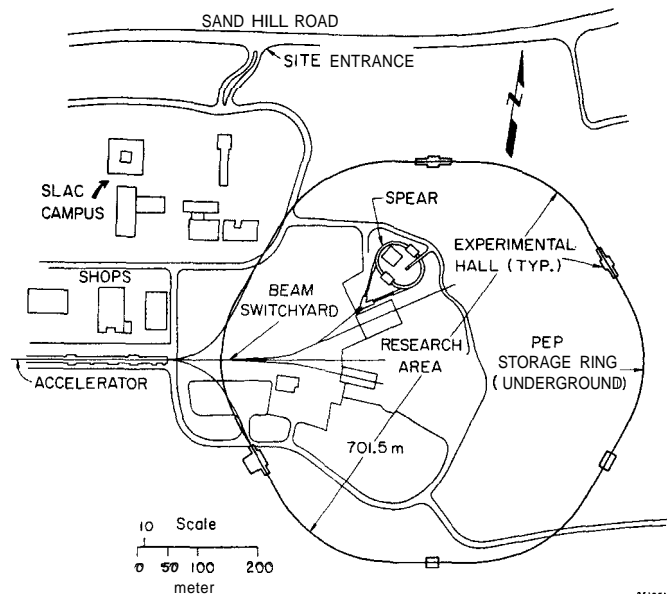 SAND HILL ROAD
SITE ENTRANCE
N
SLAC
CAMPUS
SPEAR
EXPERIMENTAL
HALL (TYP.)
SHOPS
BEAM
SWITCHYARD
RESEARCH
AREA
PEP
STORAGE RING
(UNDERGROUND)
ACCELERATOR
701.5 m
10 Scale
0 50 100 200
meter